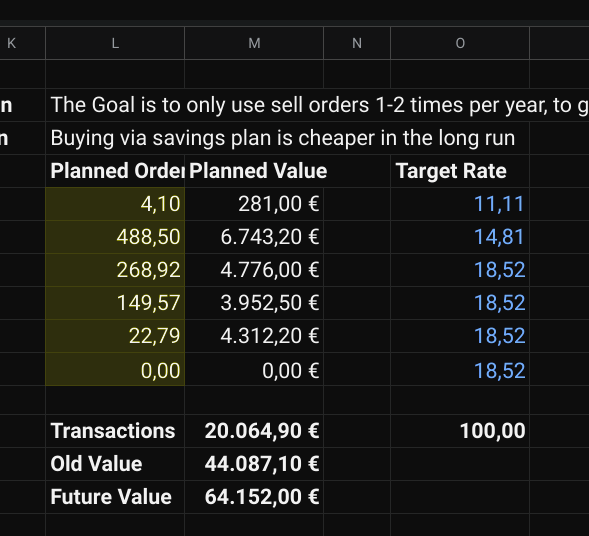 K L M N O
n The Goal is to only use sell orders 1-2 times per year, to g
n Buying via savings plan is cheaper in the long run
Planned Order Planned Value Target Rate
4,10 281,00 € 11,11
488,50 6.743,20 € 14,81
268,92 4.776,00 € 18,52
149,57 3.952,50 € 18,52
22,79 4.312,20 € 18,52
0,00 0,00 € 18,52
Transactions 20.064,90 € 100,00
Old Value 44.087,10 €
Future Value 64.152,00 €